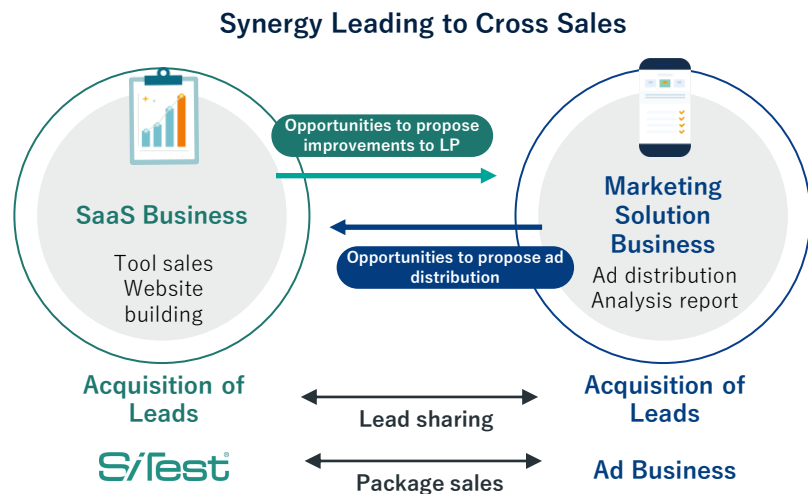 Synergy Leading to Cross Sales
Opportunities to propose
improvements to LP
SaaS Business
Tool sales
Website
building
Marketing
Solution
Business
Ad distribution
Analysis report
Opportunities to propose ad
distribution
Acquisition of
Leads
Lead sharing
Acquisition of
Leads
SiTest®
Package sales
Ad Business